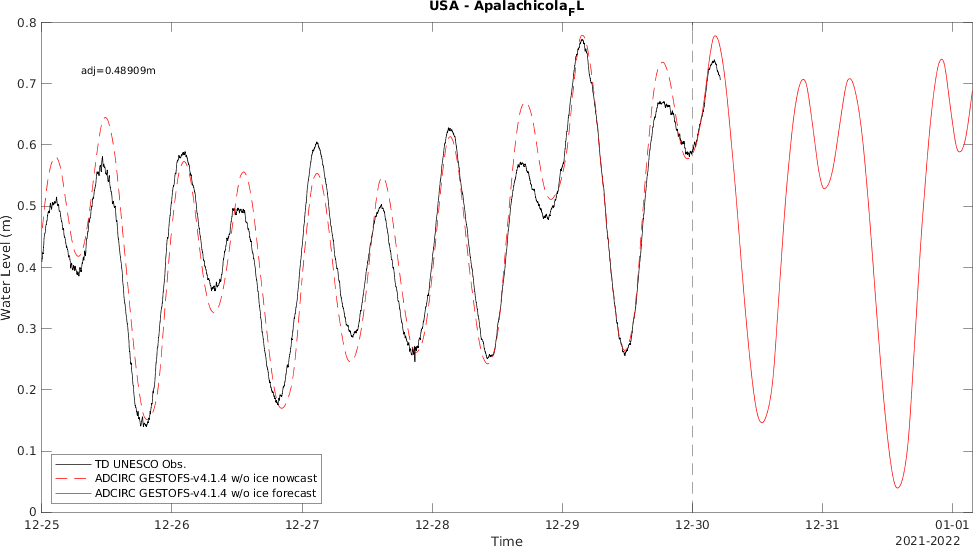 USA - Apalachicola_FL
0.8
0.7
0.6
0.5
0.4
0.3
0.2
0.1
0
Water Level (m)
adj=0.48909m
TD UNESCO Obs.
ADCIRC GESTOFS-v4.1.4 w/o ice nowcast
ADCIRC GESTOFS-v4.1.4 w/o ice forecast
12-25 12-26 12-27 12-28 12-29 12-30 12-31 01-01
Time
2021-2022